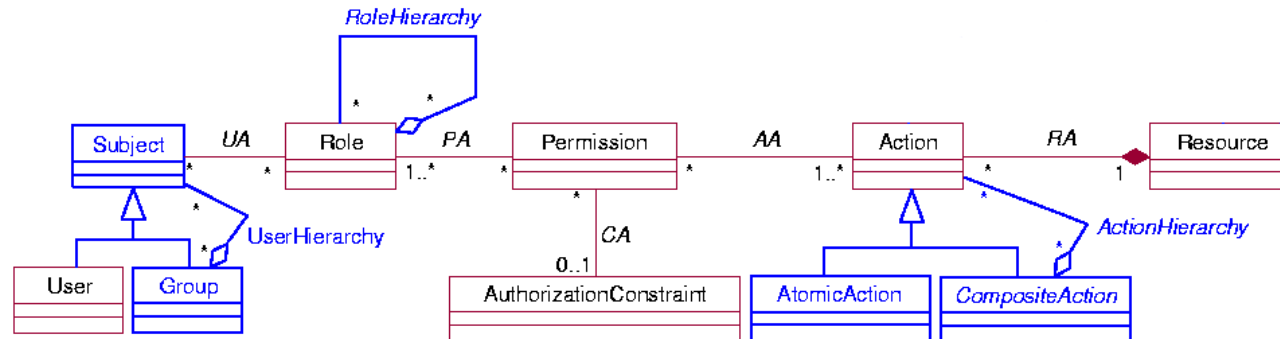 RoleHierarchy
* *
Subject UA Role PA Permission AA Action RA Resource
* * 1..* * * 1..* * 1
* * *
UserHierarchy CA ActionHierarchy
* 0..1 *
User Group AuthorizationConstraint AtomicAction CompositeAction